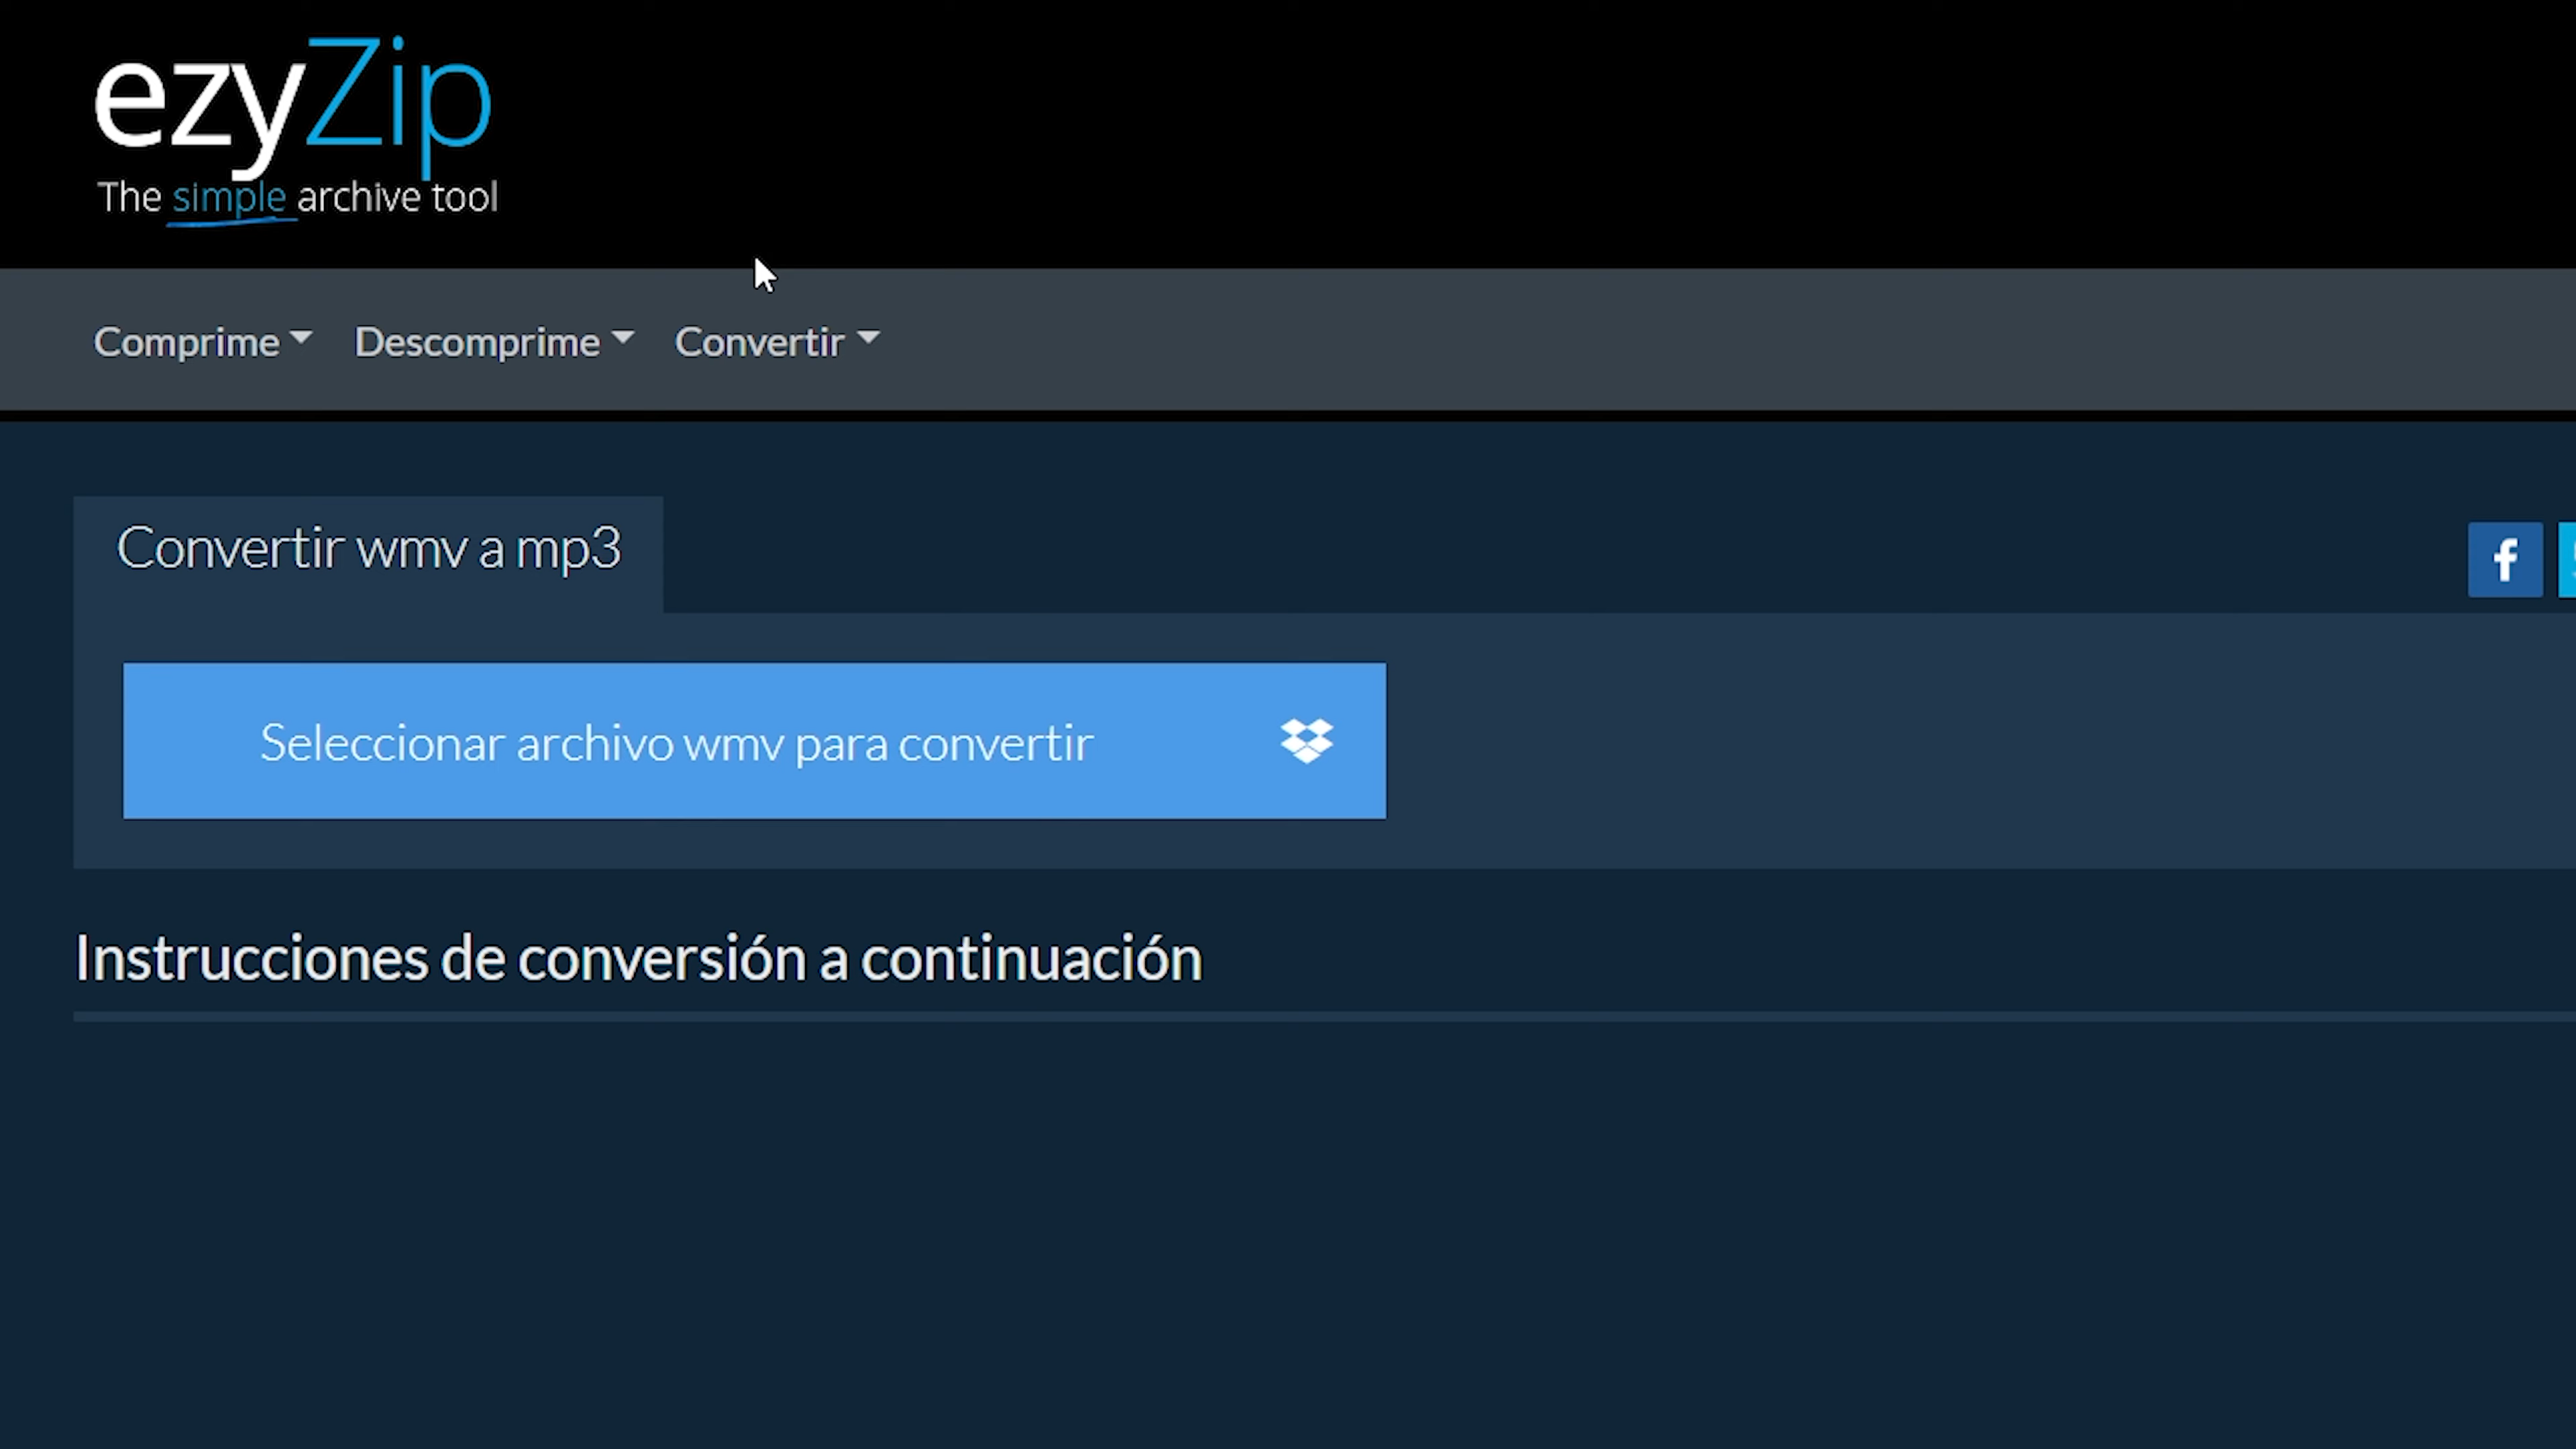 ezyZip
The simple archive tool
Comprime Descomprime Convertir
Convertir wmv a mp3
f
Seleccionar archivo wmv para convertir
Instrucciones de conversión a continuación